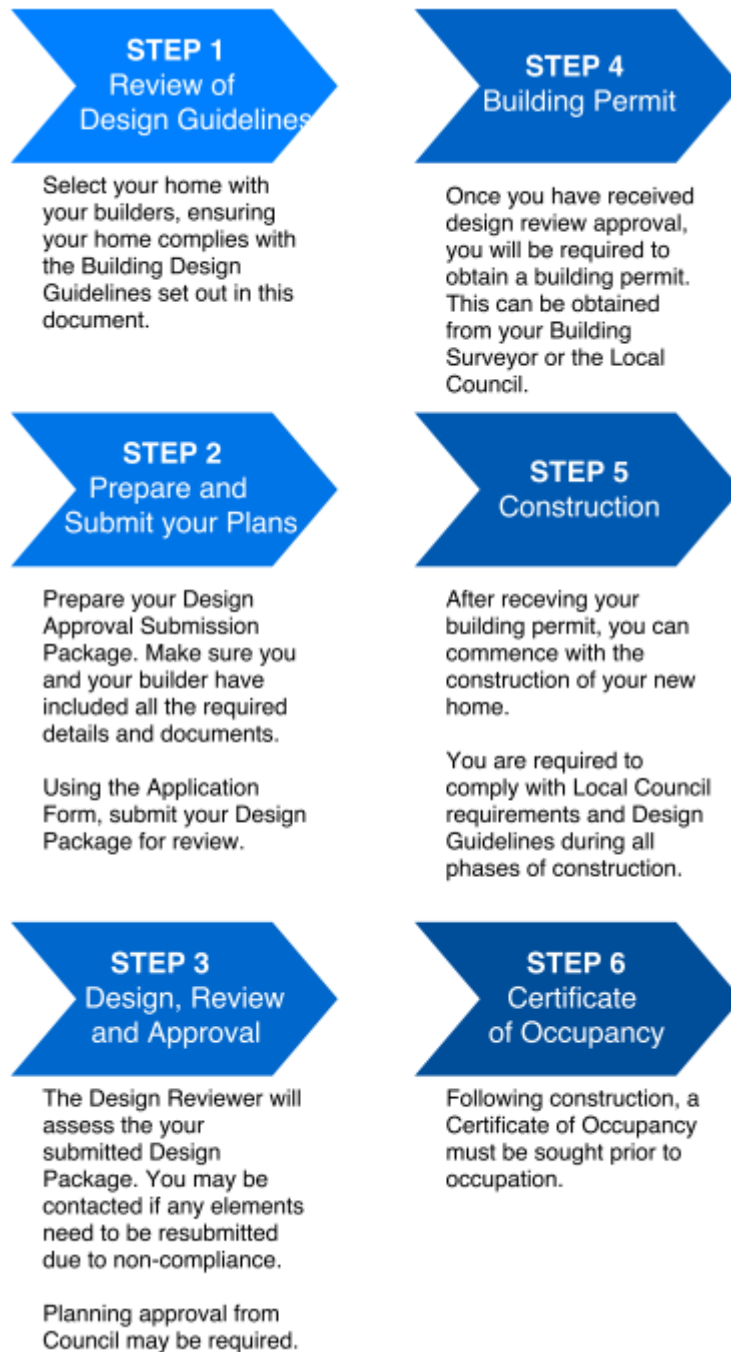 STEP 1
Review of
Design Guidelines
Select your home with
your builders, ensuring
your home complies with
the Building Design
Guidelines set out in this
document.
STEP 2
Prepare and
Submit your Plans
Prepare your Design
Approval Submission
Package. Make sure you
and your builder have
included all the required
details and documents.
Using the Application
Form, submit your Design
Package for review.
STEP 3
Design, Review
and Approval
The Design Reviewer will
assess the your
submitted Design
Package. You may be
contacted if any elements
need to be resubmitted
due to non-compliance.
Planning approval from
Council may be required.
STEP 4
Building Permit
Once you have received
design review approval,
you will be required to
obtain a building permit.
This can be obtained
from your Building
Surveyor or the Local
Council.
STEP 5
Construction
After receving your
building permit, you can
commence with the
construction of your new
home.
You are required to
comply with Local Council
requirements and Design
Guidelines during all
phases of construction.
STEP 6
Certificate
of Occupancy
Following construction, a
Certificate of Occupancy
must be sought prior to
occupation.